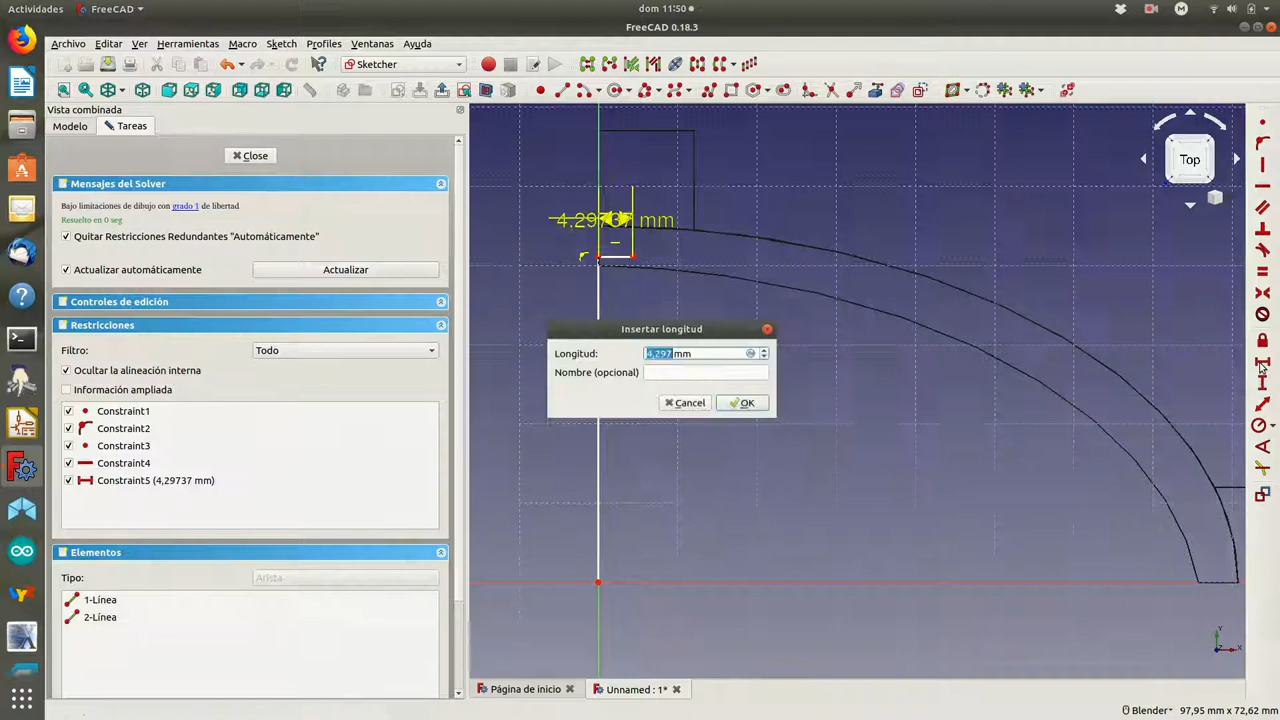 Actividades
FreeCAD
dom 11:50
FreeCAD 0.18.3
Archivo Editar Ver Herramientas Macro Sketch Profiles Ventanas Ayuda
Sketcher
Vista combinada
Modelo Tareas
Close
Mensajes del Solver
Bajo limitaciones de dibujo con grado 1 de libertad
Resuelto en 0 seg
Quitar Restricciones Redundantes "Automáticamente"
Actualizar automáticamente
Actualizar
Controles de edición
Restricciones
Filtro: Todo
Ocultar la alineación interna
Información ampliada
Constraint1
Constraint2
Constraint3
Constraint4
Constraint5 (4,29737 mm)
Elementos
Tipo: Arista
1-Línea
2-Línea
4.29737 mm
Top
Insertar longitud
Longitud: 4,297 mm
Nombre (opcional)
Cancel OK
Y
X
Página de inicio
Unnamed : 1*
Blender
97,95 mm x 72,62 mm